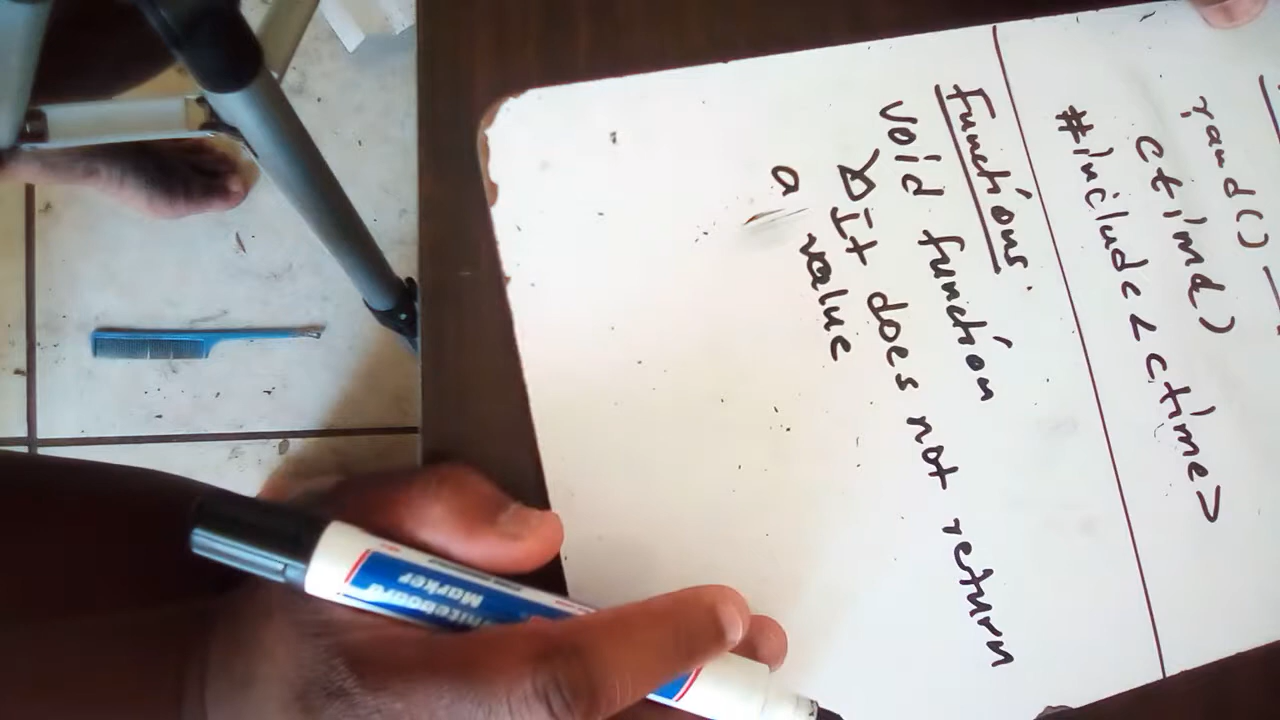 rand()
ctime)
#include <ctime>
Functions
void function
It does not return
a value
Whiteboard
Marker